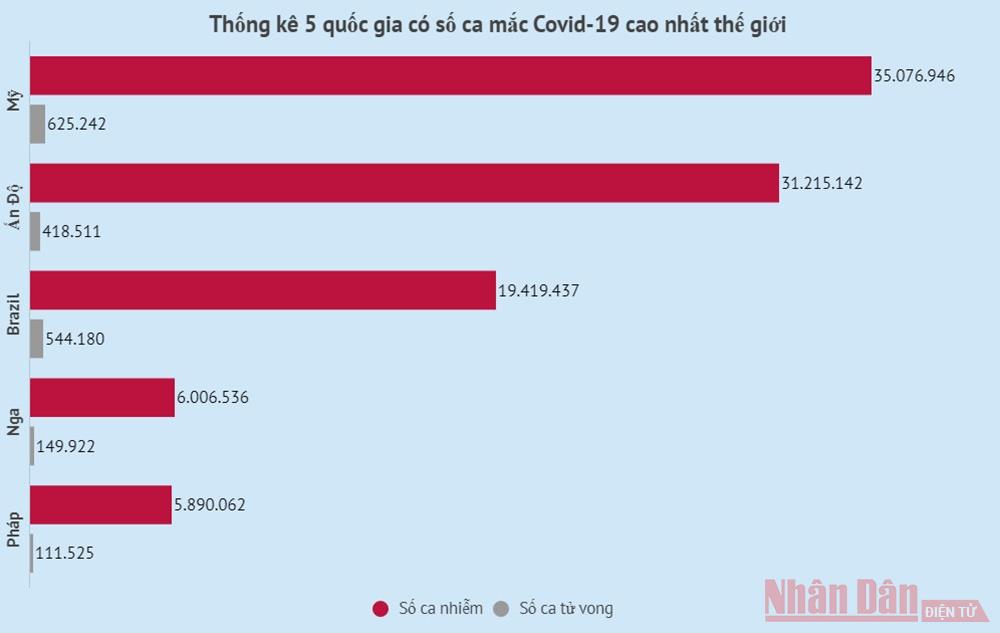 Thống kê 5 quốc gia có số ca mắc Covid-19 cao nhất thế giới
Mỹ
35.076.946
625.242
Ấn Độ
31.215.142
418.511
Brazil
19.419.437
544.180
Nga
6.006.536
149.922
Pháp
5.890.062
111.525
Số ca nhiễm Số ca tử vong
Nhân Dân
ĐIỆN TỬ